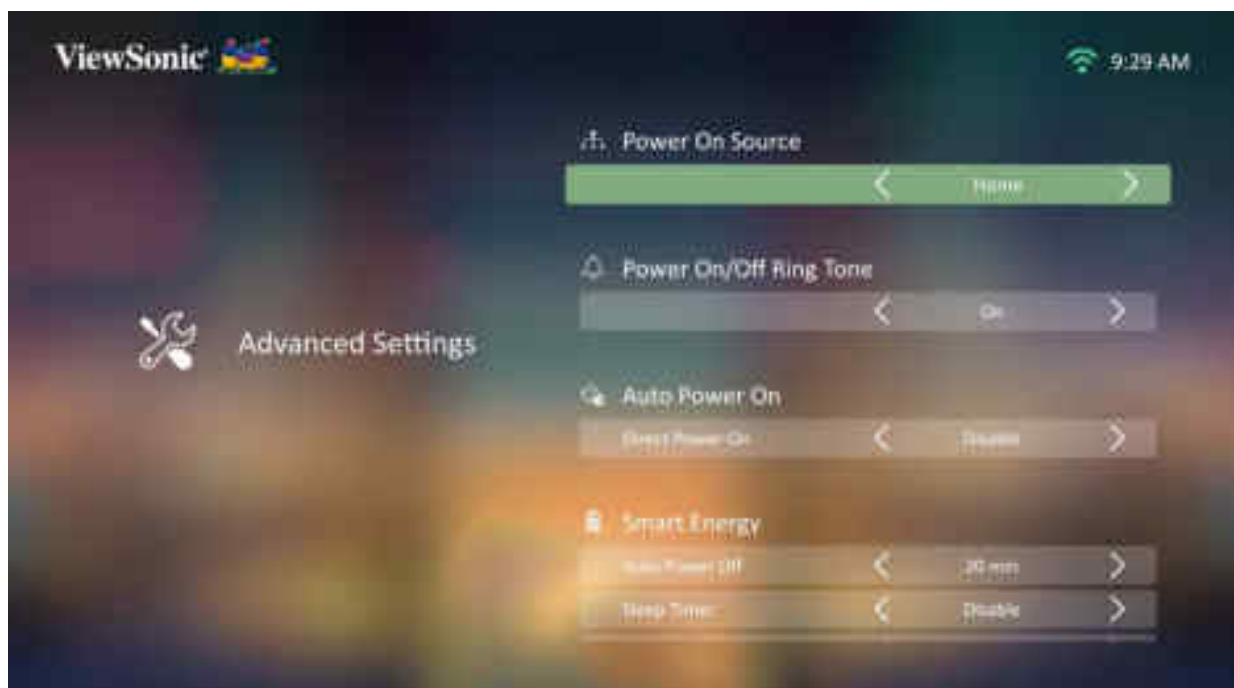 ViewSonic
9:29 AM
Power On Source
Home
Power On/Off Ring Tone
On
Advanced Settings
Auto Power On
Direct Power On Disable
Smart Energy
Auto Power Off 20 min
Sleep Timer Disable